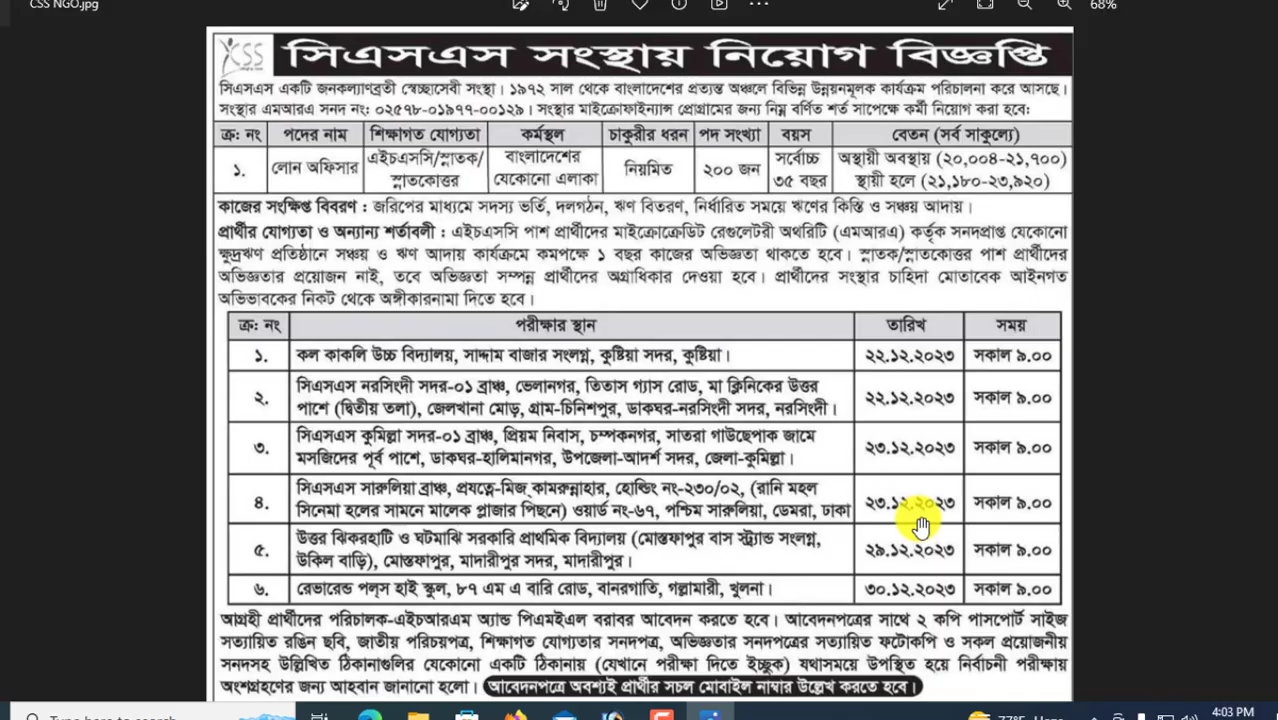 CSS NGO.jpg
68%
CSS
সিএসএস সংস্থায় নিয়োগ বিজ্ঞপ্তি
সিএসএস একটি জনকল্যাণব্রতী স্বেচ্ছাসেবী সংস্থা। ১৯৭২ সাল থেকে বাংলাদেশের প্রত্যন্ত অঞ্চলে বিভিন্ন উন্নয়নমূলক কার্যক্রম পরিচালনা করে আসছে।
সংস্থার এমআরএ সনদ নং: ০২৫৭৮-০১৯৭৭-০০১২৯। সংস্থার মাইক্রোফাইন্যান্স প্রোগ্রামের জন্য নিম্ন বর্ণিত শর্ত সাপেক্ষে কর্মী নিয়োগ করা হবে:
ক্র: নং পদের নাম শিক্ষাগত যোগ্যতা কর্মস্থল চাকুরীর ধরন পদ সংখ্যা বয়স বেতন (সর্ব সাকুল্যে)
১. লোন অফিসার এইচএসসি/স্নাতক/ স্নাতকোত্তর বাংলাদেশের যেকোনো এলাকা নিয়মিত ২০০ জন সর্বোচ্চ ৩৫ বছর অস্থায়ী অবস্থায় (২০,০০৪-২১,৭০০) স্থায়ী হলে (২১,১৮০-২৩,৯২০)
কাজের সংক্ষিপ্ত বিবরণ : জরিপের মাধ্যমে সদস্য ভর্তি, দলগঠন, ঋণ বিতরণ, নির্ধারিত সময়ে ঋণের কিস্তি ও সঞ্চয় আদায়।
প্রার্থীর যোগ্যতা ও অন্যান্য শর্তাবলী : এইচএসসি পাশ প্রার্থীদের মাইক্রোক্রেডিট রেগুলেটরী অথরিটি (এমআরএ) কর্তৃক সনদপ্রাপ্ত যেকোনো
ক্ষুদ্রঋণ প্রতিষ্ঠানে সঞ্চয় ও ঋণ আদায় কার্যক্রমে কমপক্ষে ১ বছর কাজের অভিজ্ঞতা থাকতে হবে। স্নাতক/স্নাতকোত্তর পাশ প্রার্থীদের
অভিজ্ঞতার প্রয়োজন নাই, তবে অভিজ্ঞতা সম্পন্ন প্রার্থীদের অগ্রাধিকার দেওয়া হবে। প্রার্থীদের সংস্থার চাহিদা মোতাবেক আইনগত
অভিভাবকের নিকট থেকে অঙ্গীকারনামা দিতে হবে।
ক্র: নং পরীক্ষার স্থান তারিখ সময়
১. কল কাকলি উচ্চ বিদ্যালয়, সাদ্দাম বাজার সংলগ্ন, কুষ্টিয়া সদর, কুষ্টিয়া। ২২.১২.২০২৩ সকাল ৯.০০
২. সিএসএস নরসিংদী সদর-০১ ব্রাঞ্চ, ভেলানগর, তিতাস গ্যাস রোড, মা ক্লিনিকের উত্তর
পাশে (দ্বিতীয় তলা), জেলখানা মোড়, গ্রাম-চিনিশপুর, ডাকঘর-নরসিংদী সদর, নরসিংদী। ২২.১২.২০২৩ সকাল ৯.০০
৩. সিএসএস কুমিল্লা সদর-০১ ব্রাঞ্চ, প্রিয়ম নিবাস, চম্পকনগর, সাতরা গাউছেপাক জামে
মসজিদের পূর্ব পাশে, ডাকঘর-হালিমানগর, উপজেলা-আদর্শ সদর, জেলা-কুমিল্লা। ২৩.১২.২০২৩ সকাল ৯.০০
৪. সিএসএস সারুলিয়া ব্রাঞ্চ, প্রযত্নে-মিজ্ কামরুন্নাহার, হোল্ডিং নং-২৩০/০২, (রানি মহল
সিনেমা হলের সামনে মালেক প্লাজার পিছনে) ওয়ার্ড নং-৬৭, পশ্চিম সারুলিয়া, ডেমরা, ঢাকা ২৩.১২.২০২৩ সকাল ৯.০০
৫. উত্তর ঝিকরহাটি ও ঘটমাঝি সরকারি প্রাথমিক বিদ্যালয় (মোস্তফাপুর বাস স্ট্যান্ড সংলগ্ন,
উকিল বাড়ি), মোস্তফাপুর, মাদারীপুর সদর, মাদারীপুর। ২৯.১২.২০২৩ সকাল ৯.০০
৬. রেভারেন্ড পল্‌স হাই স্কুল, ৮৭ এম এ বারি রোড, বানরগাতি, গল্লামারী, খুলনা। ৩০.১২.২০২৩ সকাল ৯.০০
আগ্রহী প্রার্থীদের পরিচালক-এইচআরএম অ্যান্ড পিএমইএল বরাবর আবেদন করতে হবে। আবেদনপত্রের সাথে ২ কপি পাসপোর্ট সাইজ
সত্যায়িত রঙিন ছবি, জাতীয় পরিচয়পত্র, শিক্ষাগত যোগ্যতার সনদপত্র, অভিজ্ঞতার সনদপত্রের সত্যায়িত ফটোকপি ও সকল প্রয়োজনীয়
সনদসহ উল্লিখিত ঠিকানাগুলির যেকোনো একটি ঠিকানায় (যেখানে পরীক্ষা দিতে ইচ্ছুক) যথাসময়ে উপস্থিত হয়ে নির্বাচনী পরীক্ষায়
অংশগ্রহণের জন্য আহবান জানানো হলো। আবেদনপত্রে অবশ্যই প্রার্থীর সচল মোবাইল নাম্বার উল্লেখ করতে হবে।
Type here to search
77°F Haze
4:03 PM